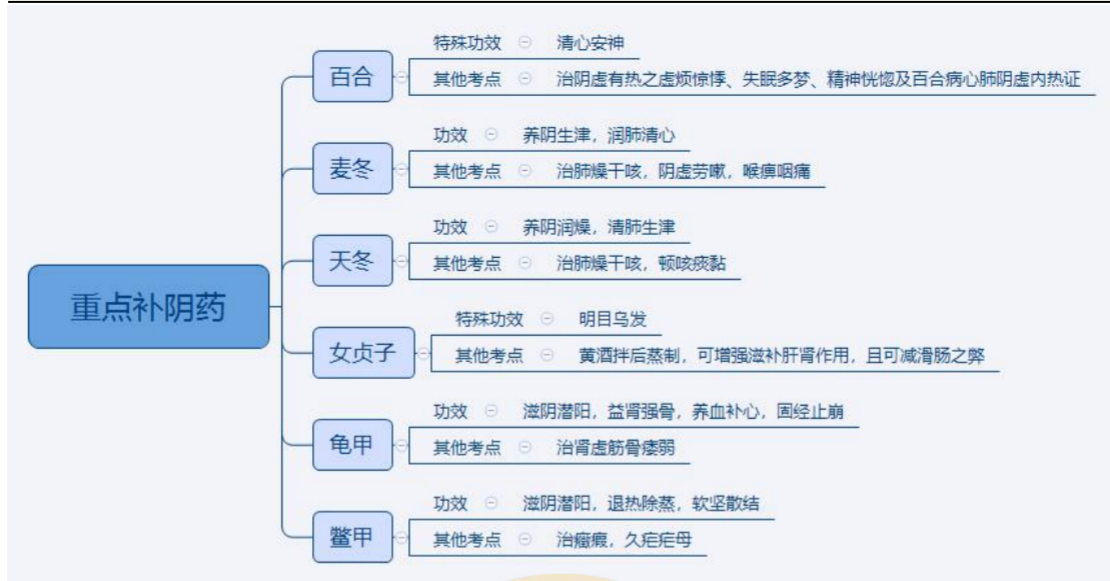 重点补阴药
百合
特殊功效 清心安神
其他考点 治阴虚有热之虚烦惊悸、失眠多梦、精神恍惚及百合病心肺阴虚内热证
麦冬
功效 养阴生津，润肺清心
其他考点 治肺燥干咳，阴虚劳嗽，喉痹咽痛
天冬
功效 养阴润燥，清肺生津
其他考点 治肺燥干咳，顿咳痰黏
女贞子
特殊功效 明目乌发
其他考点 黄酒拌后蒸制，可增强滋补肝肾作用，且可减滑肠之弊
龟甲
功效 滋阴潜阳，益肾强骨，养血补心，固经止崩
其他考点 治肾虚筋骨痿弱
鳖甲
功效 滋阴潜阳，退热除蒸，软坚散结
其他考点 治癥瘕，久疟疟母